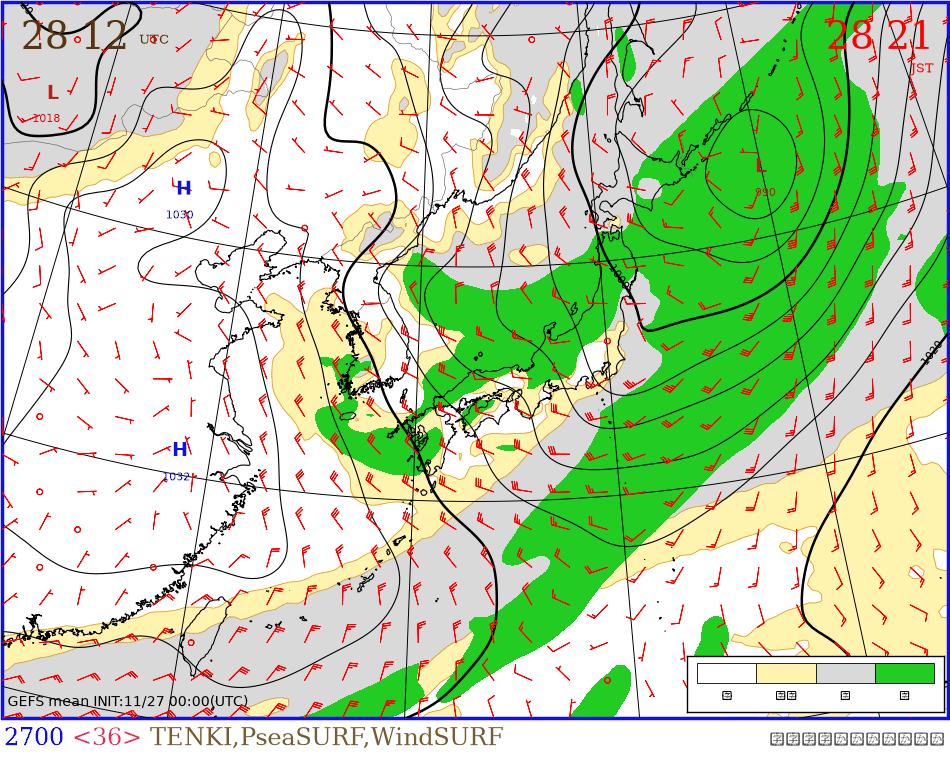 28 12 UTC
28 21
JST
L
1018
H
1030
L
990
1000
1020
H
1032
GEFS mean INIT:11/27 00:00(UTC)
2700 <36> TENKI,PseaSURF,WindSURF